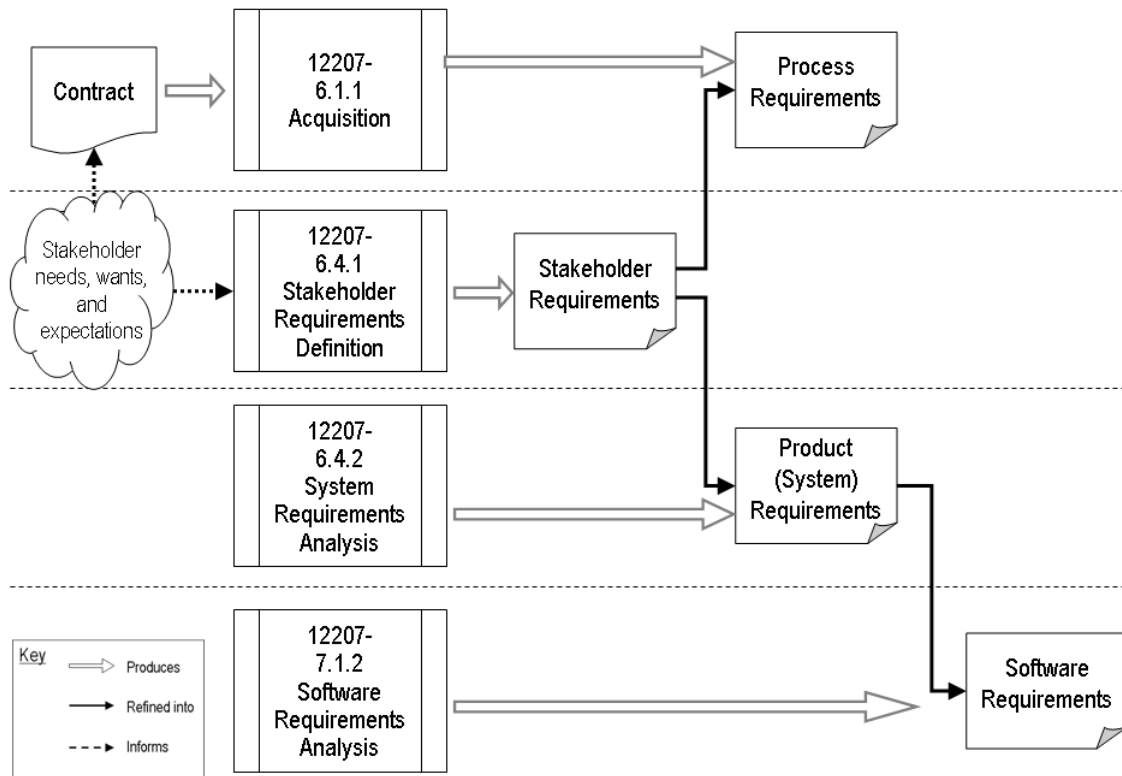 Contract
12207-
6.1.1
Acquisition
Process
Requirements
Stakeholder
needs, wants,
and
expectations
12207-
6.4.1
Stakeholder
Requirements
Definition
Stakeholder
Requirements
12207-
6.4.2
System
Requirements
Analysis
Product
(System)
Requirements
Key
Produces
Refined into
Informs
12207-
7.1.2
Software
Requirements
Analysis
Software
Requirements